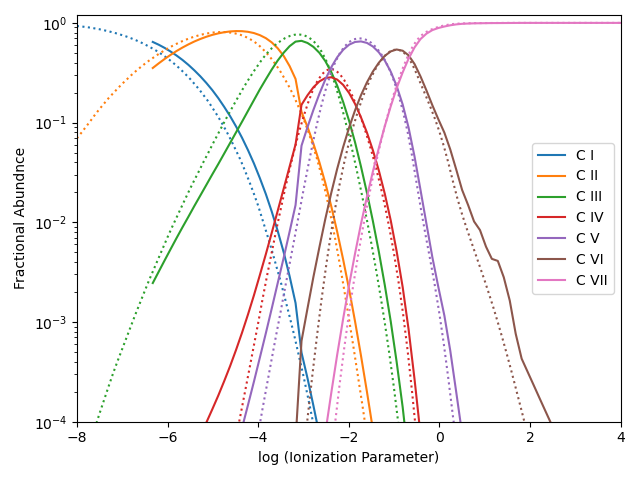 10⁰
10⁻¹
10⁻²
10⁻³
10⁻⁴
Fractional Abundnce
C I
C II
C III
C IV
C V
C VI
C VII
−8 −6 −4 −2 0 2 4
log (Ionization Parameter)